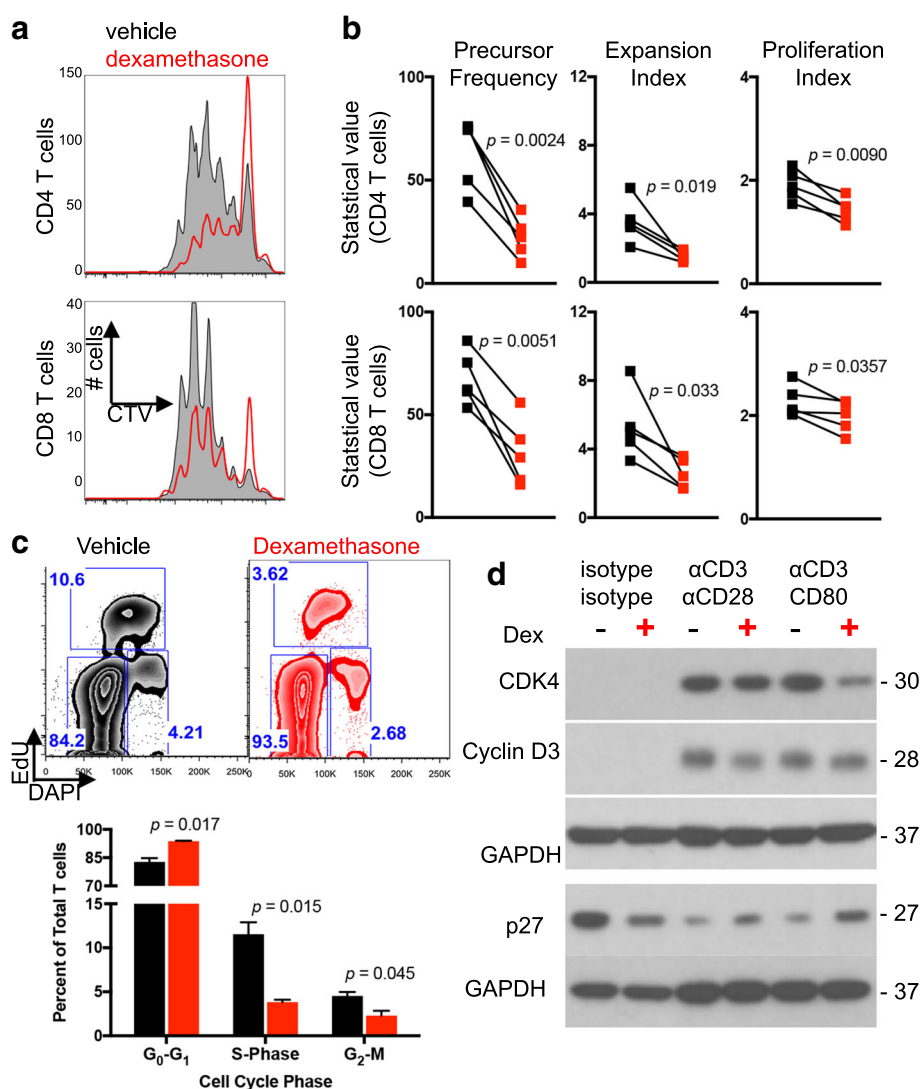 a
vehicle
dexamethasone
CD4 T cells
150
100
50
0
CD8 T cells
40
30
20
10
0
# cells
CTV
b
Precursor Frequency
Expansion Index
Proliferation Index
Statstical value (CD4 T cells)
100
50
0
p = 0.0024
12
8
4
0
p = 0.019
4
2
0
p = 0.0090
Statistical value (CD8 T cells)
100
50
0
p = 0.0051
12
8
4
0
p = 0.033
4
2
0
p = 0.0357
c
Vehicle
Dexamethasone
10.6
84.2
4.21
3.62
93.5
2.68
EdU
DAPI
0 50K 100K 150K 200K 250K
0 50K 100K 150K 200K 250K
Percent of Total T cells
100
85
70
15
10
5
0
p = 0.017
p = 0.015
p = 0.045
G0-G1
S-Phase
G2-M
Cell Cycle Phase
d
isotype αCD3 αCD3
isotype αCD28 CD80
Dex - + - + - +
CDK4 - 30
Cyclin D3 - 28
GAPDH - 37
p27 - 27
GAPDH - 37